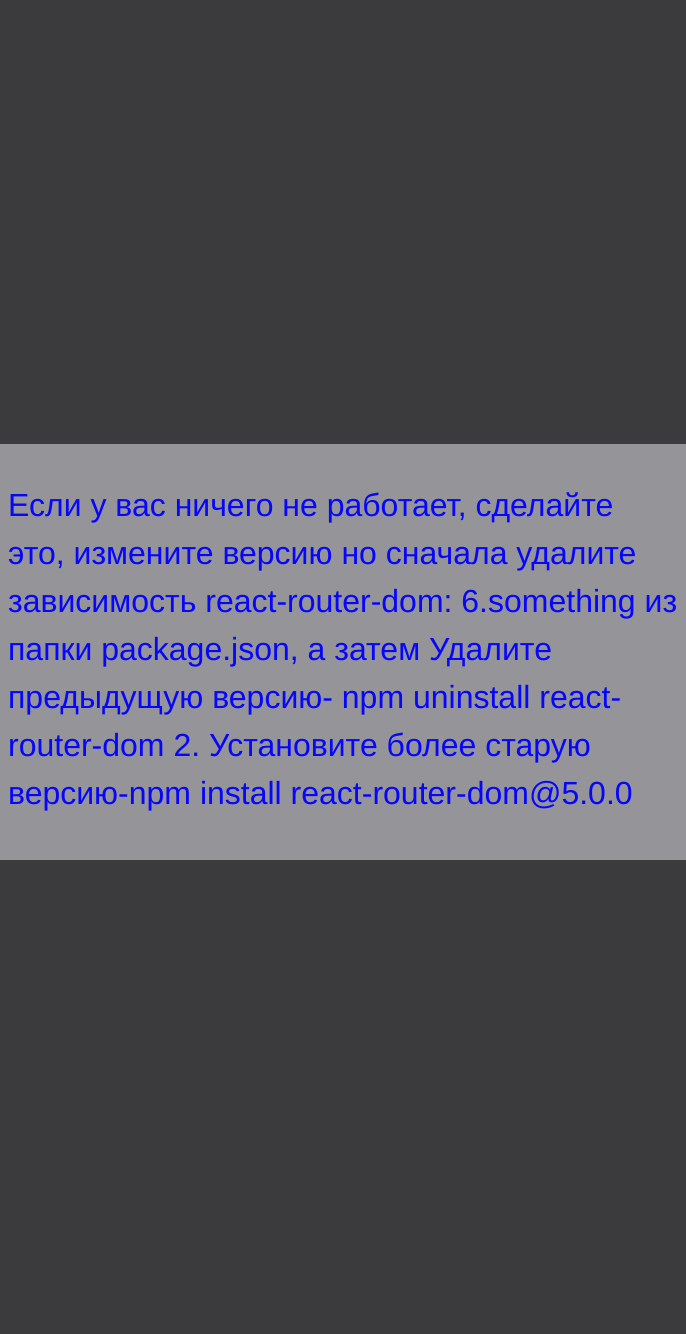 Если у вас ничего не работает, сделайте
это, измените версию но сначала удалите
зависимость react-router-dom: 6.something из
папки package.json, а затем Удалите
предыдущую версию- npm uninstall react-
router-dom 2. Установите более старую
версию-npm install react-router-dom@5.0.0